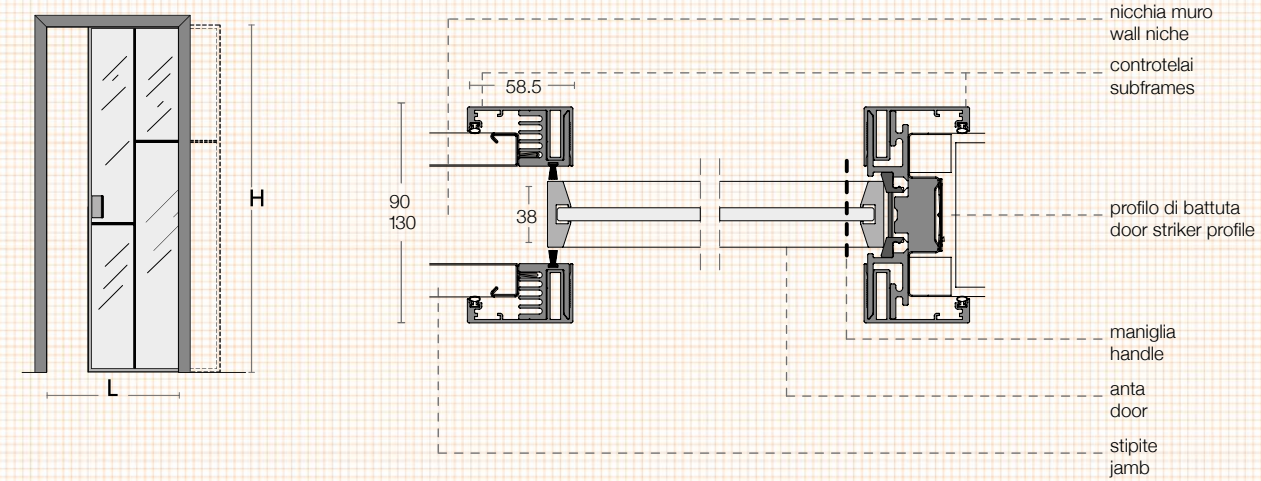 H
L
58.5
90
130
38
nicchia muro
wall niche
controtelai
subframes
profilo di battuta
door striker profile
maniglia
handle
anta
door
stipite
jamb